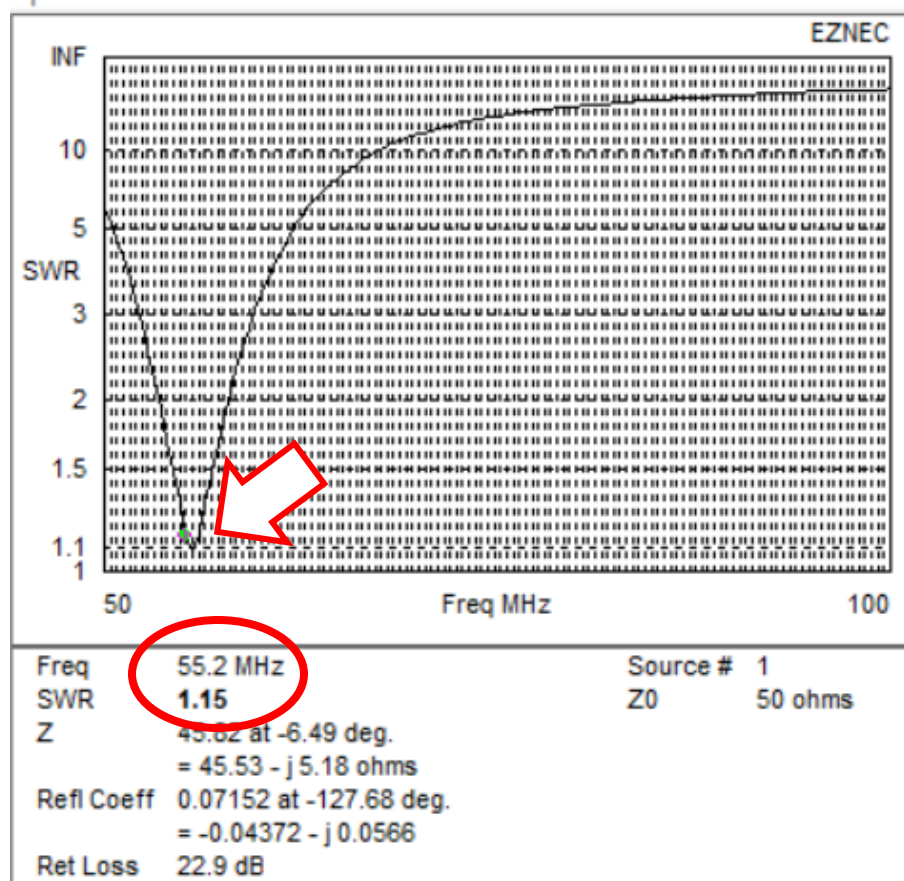 EZNEC
INF
10
5
SWR
3
2
1.5
1.1
1
50 Freq MHz 100
Freq 55.2 MHz Source # 1
SWR 1.15 Z0 50 ohms
Z 45.82 at -6.49 deg.
= 45.53 - j 5.18 ohms
Refl Coeff 0.07152 at -127.68 deg.
= -0.04372 - j 0.0566
Ret Loss 22.9 dB